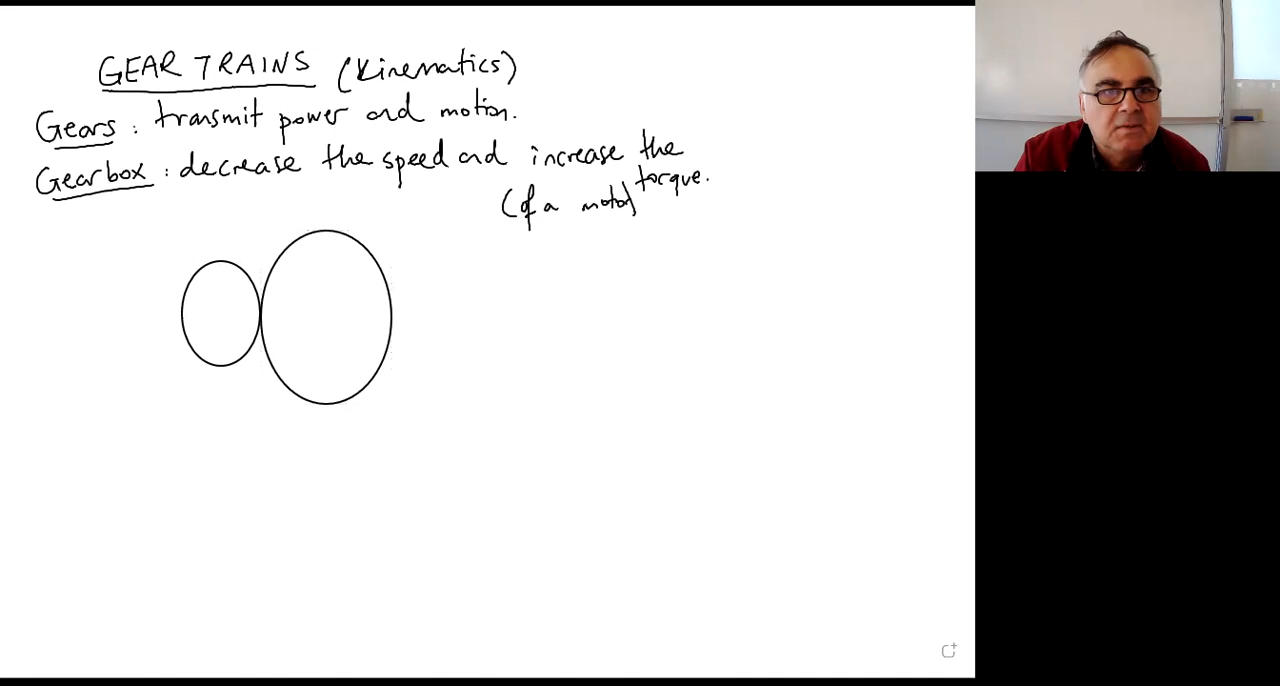 GEAR TRAINS (Kinematics)
Gears : transmit power and motion.
Gearbox : decrease the speed and increase the
(of a motor) torque.